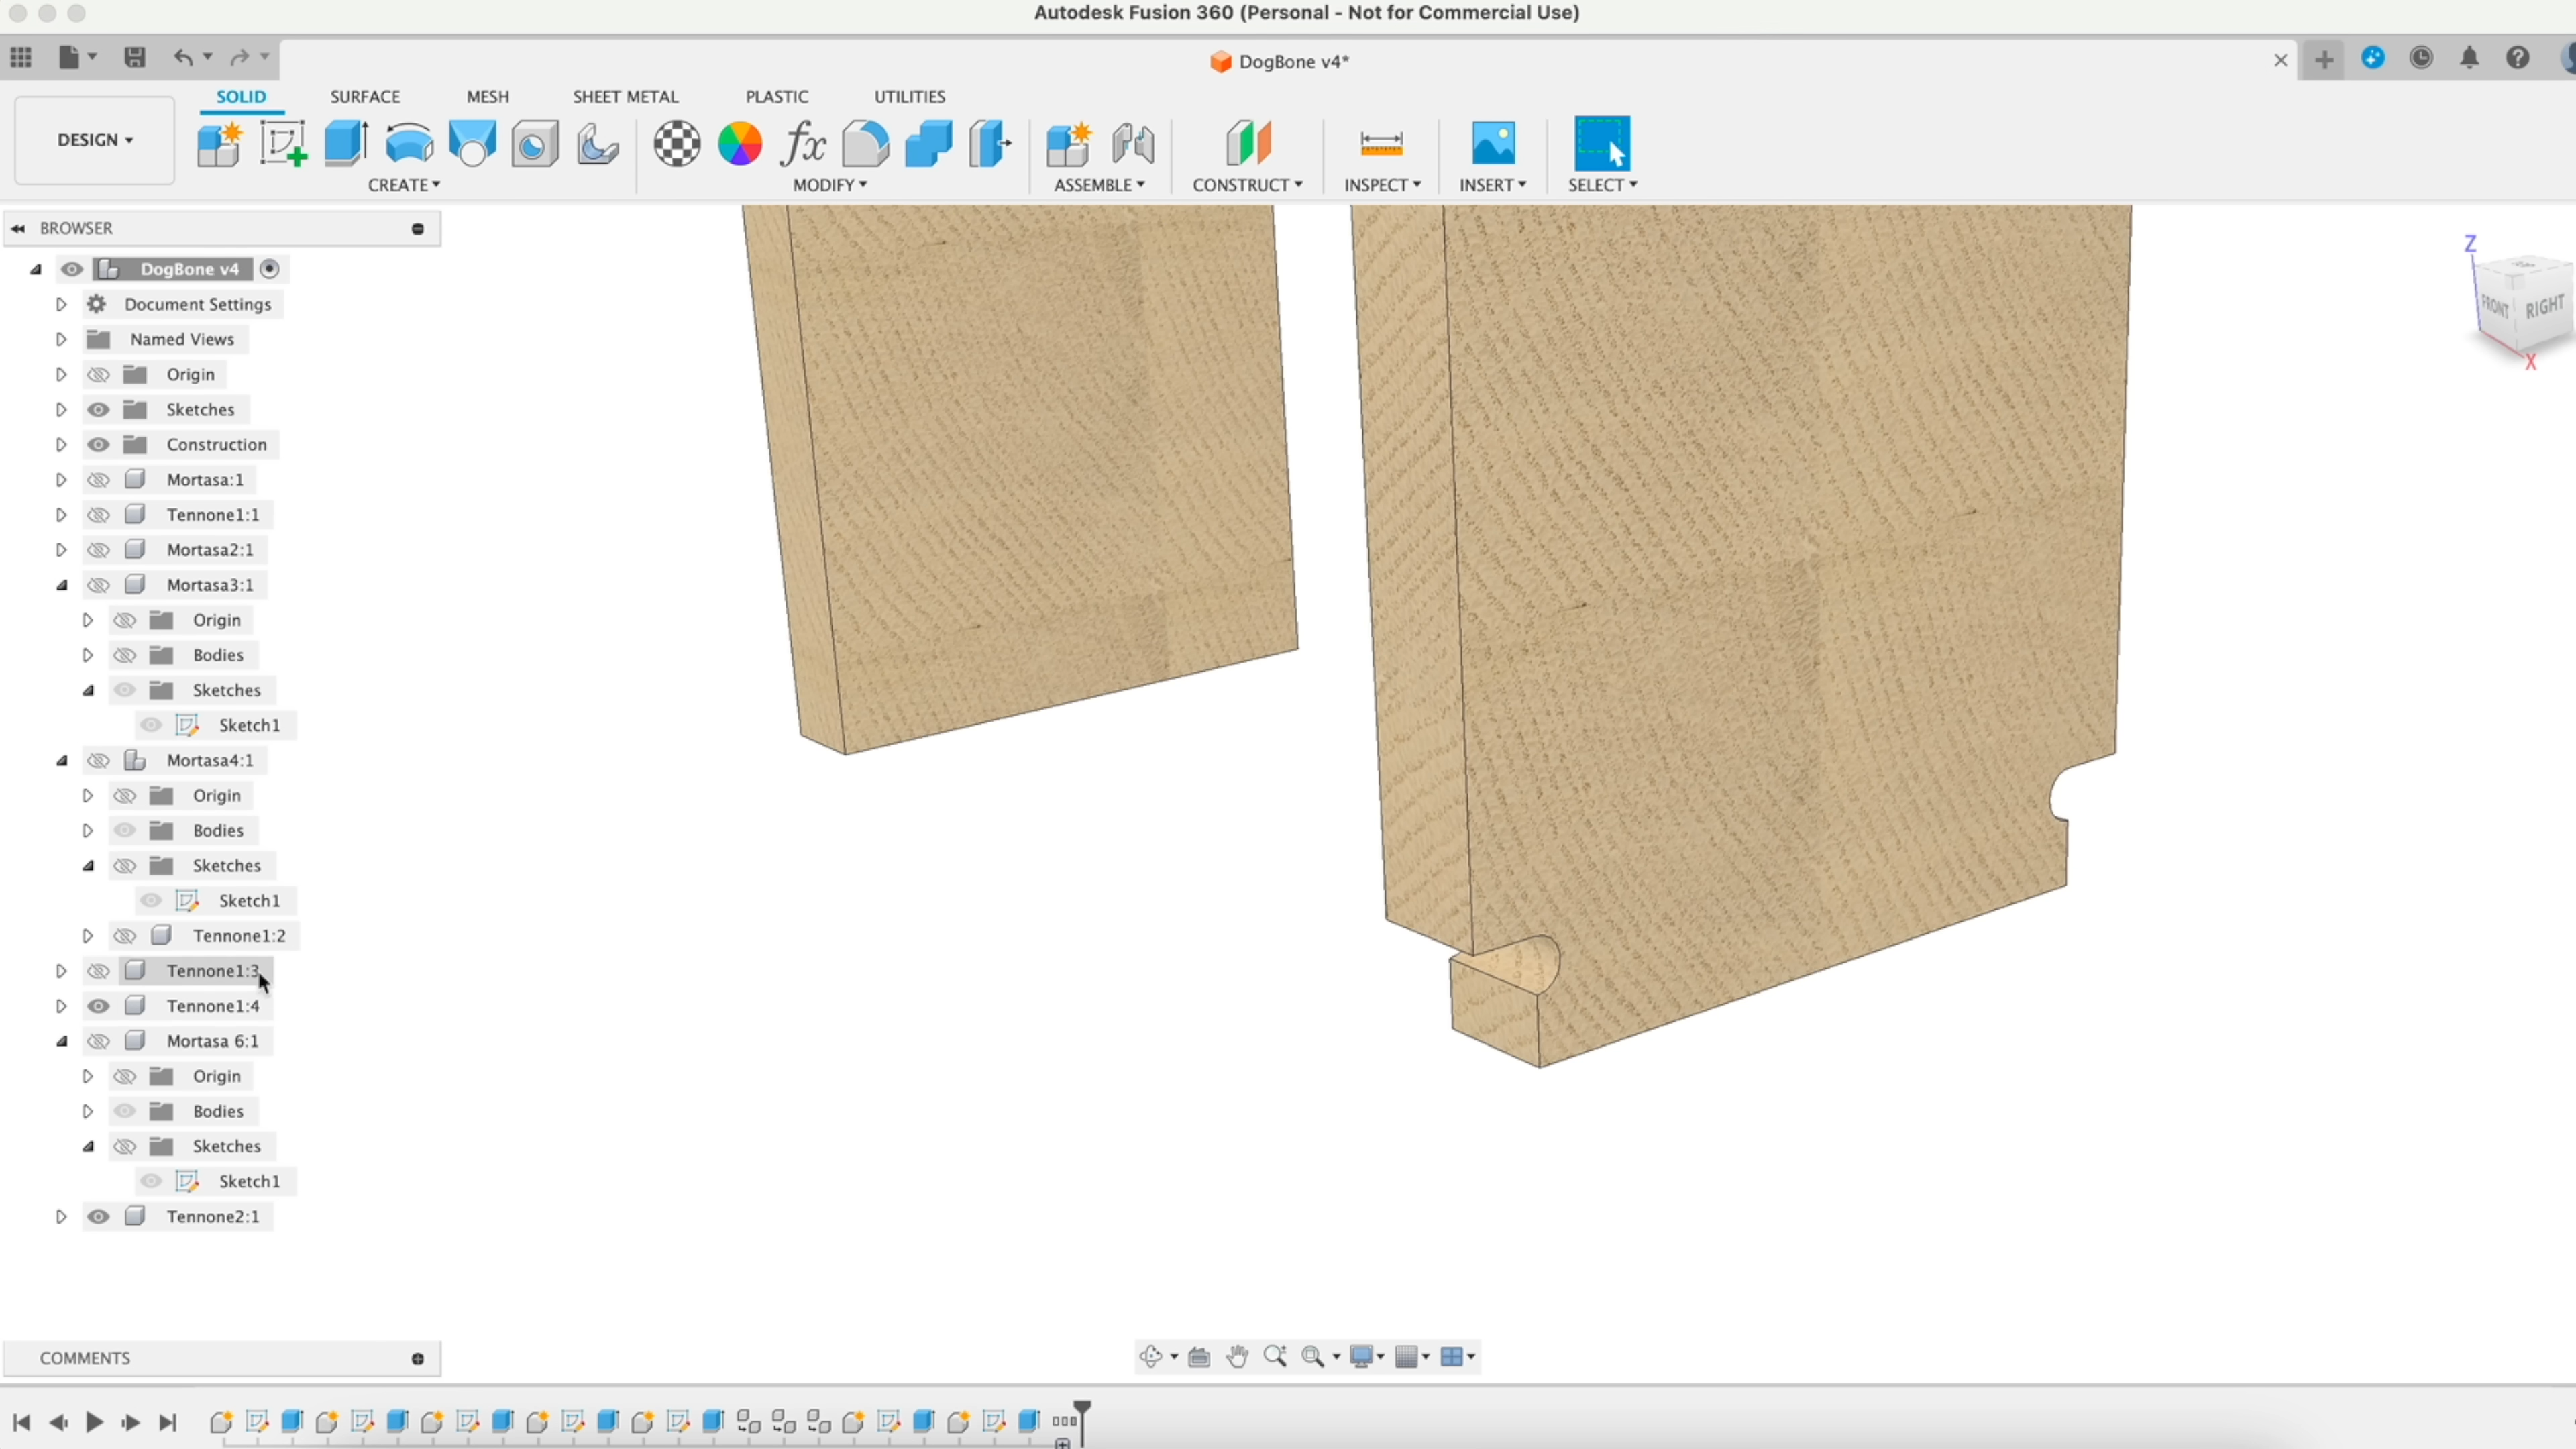 Autodesk Fusion 360 (Personal - Not for Commercial Use)
DogBone v4*
DESIGN
SOLID SURFACE MESH SHEET METAL PLASTIC UTILITIES
fx
CREATE MODIFY ASSEMBLE CONSTRUCT INSPECT INSERT SELECT
BROWSER
DogBone v4
Document Settings
Named Views
Origin
Sketches
Construction
Mortasa:1
Tennone1:1
Mortasa2:1
Mortasa3:1
Origin
Bodies
Sketches
Sketch1
Mortasa4:1
Origin
Bodies
Sketches
Sketch1
Tennone1:2
Tennone1:3
Tennone1:4
Mortasa 6:1
Origin
Bodies
Sketches
Sketch1
Tennone2:1
Z
FRONT RIGHT
X
COMMENTS